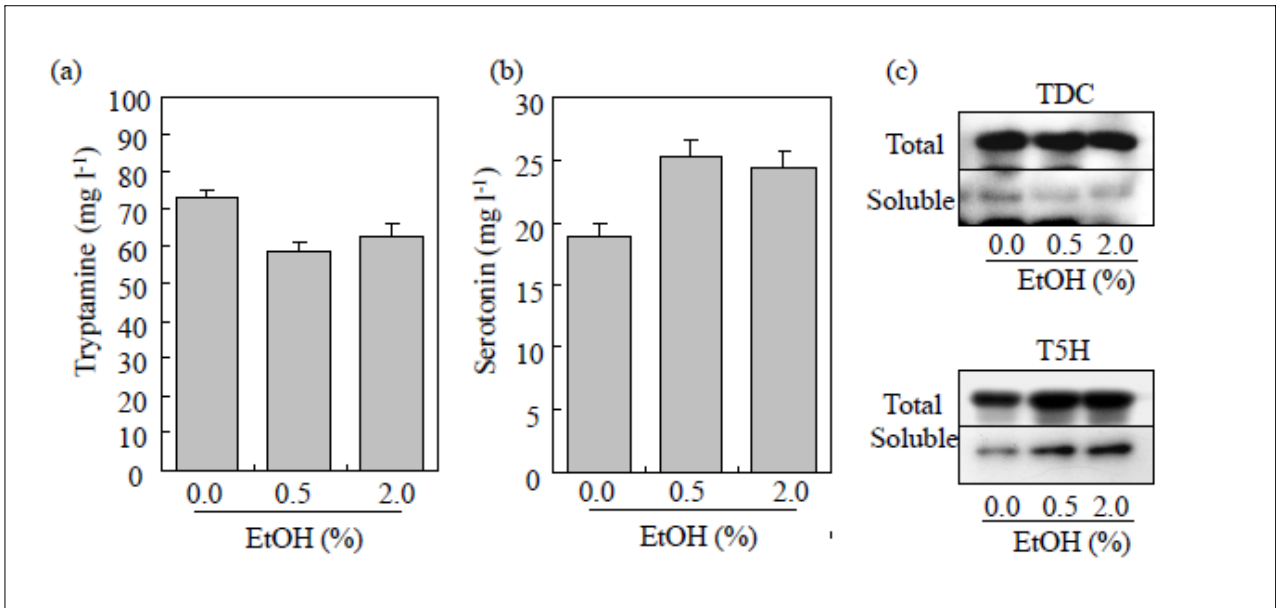 (a)
Tryptamine (mg l-1)
100
90
80
70
60
50
40
30
20
10
0
0.0 0.5 2.0
EtOH (%)
(b)
Serotonin (mg l-1)
30
25
20
15
10
5
0
0.0 0.5 2.0
EtOH (%)
(c)
TDC
Total
Soluble
0.0 0.5 2.0
EtOH (%)
T5H
Total
Soluble
0.0 0.5 2.0
EtOH (%)